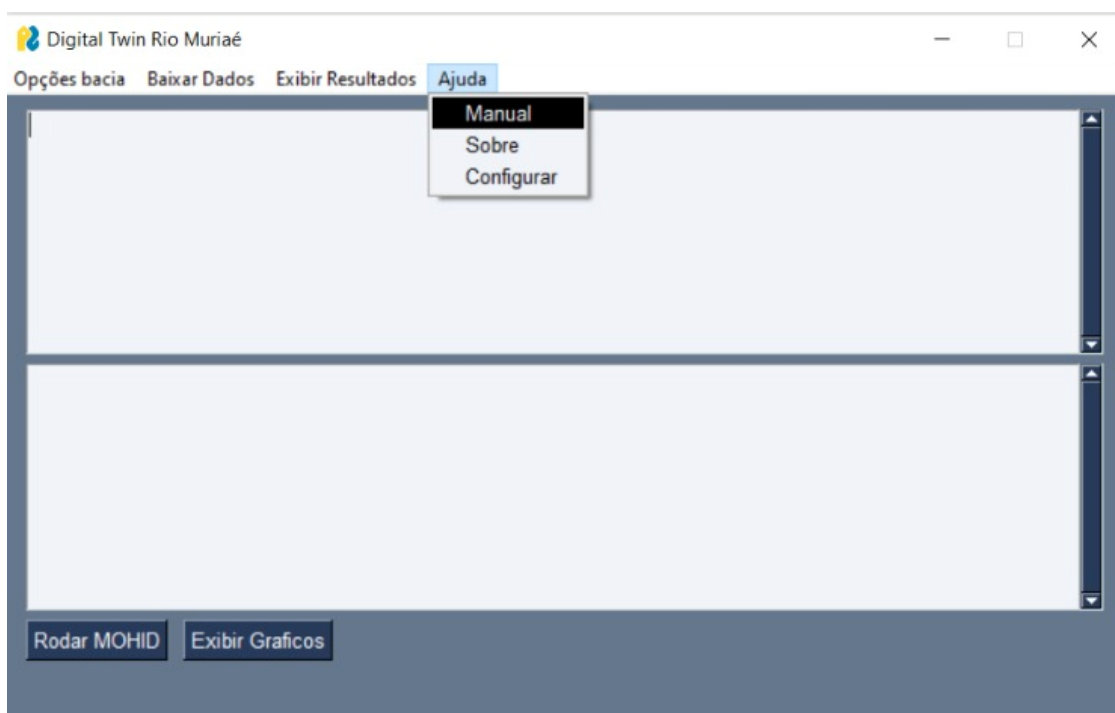 Digital Twin Rio Muriaé
Opções bacia Baixar Dados Exibir Resultados Ajuda
Manual
Sobre
Configurar
Rodar MOHID Exibir Graficos